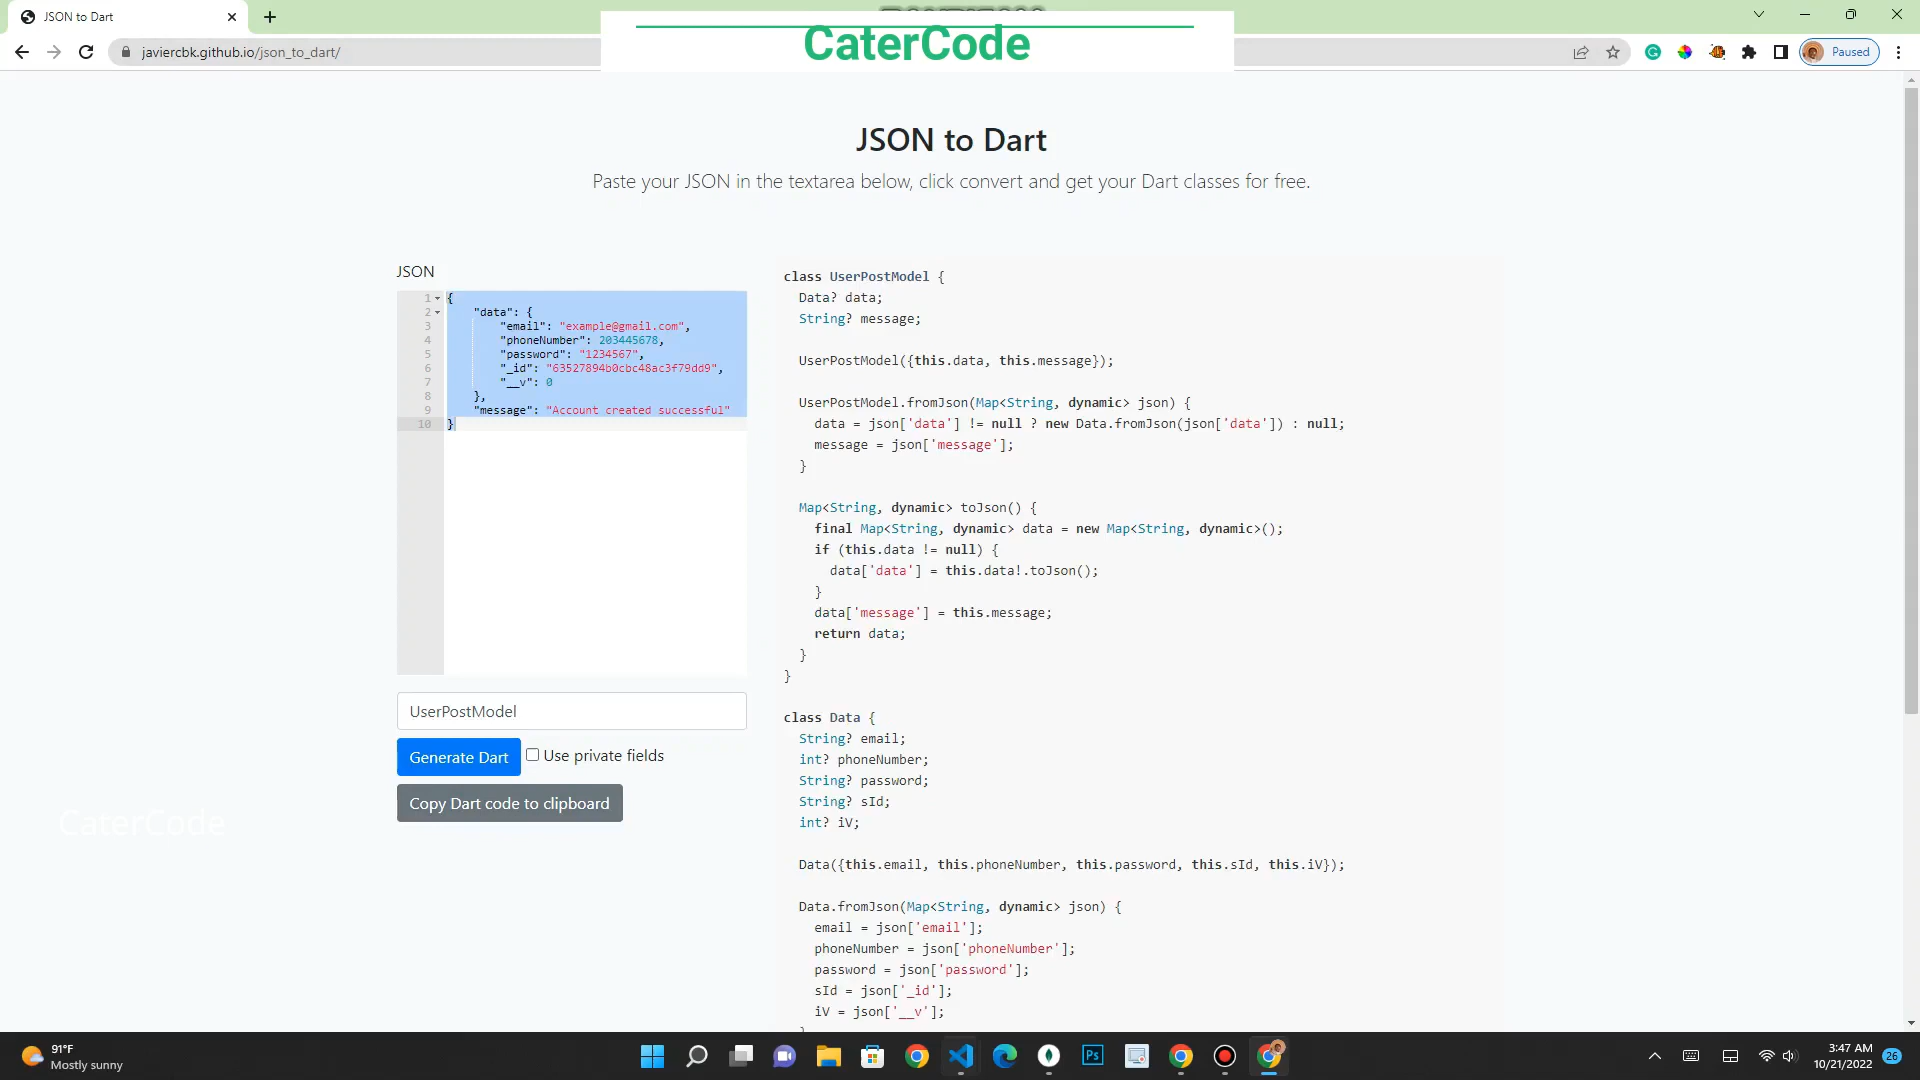 JSON to Dart
javiercbk.github.io/json_to_dart/
Paused
CaterCode
JSON to Dart
Paste your JSON in the textarea below, click convert and get your Dart classes for free.
JSON
1 {
2 "data": {
3 "email": "example@gmail.com",
4 "phoneNumber": 203445678,
5 "password": "1234567",
6 "_id": "63527894b0cbc48ac3f79dd9",
7 "__v": 0
8 },
9 "message": "Account created successful"
10 }
UserPostModel
Generate Dart
Use private fields
Copy Dart code to clipboard
CaterCode
class UserPostModel {
Data? data;
String? message;
UserPostModel({this.data, this.message});
UserPostModel.fromJson(Map<String, dynamic> json) {
data = json['data'] != null ? new Data.fromJson(json['data']) : null;
message = json['message'];
}
Map<String, dynamic> toJson() {
final Map<String, dynamic> data = new Map<String, dynamic>();
if (this.data != null) {
data['data'] = this.data!.toJson();
}
data['message'] = this.message;
return data;
}
}
class Data {
String? email;
int? phoneNumber;
String? password;
String? sId;
int? iV;
Data({this.email, this.phoneNumber, this.password, this.sId, this.iV});
Data.fromJson(Map<String, dynamic> json) {
email = json['email'];
phoneNumber = json['phoneNumber'];
password = json['password'];
sId = json['_id'];
iV = json['__v'];
}
91°F
Mostly sunny
Ps
3:47 AM
10/21/2022
26